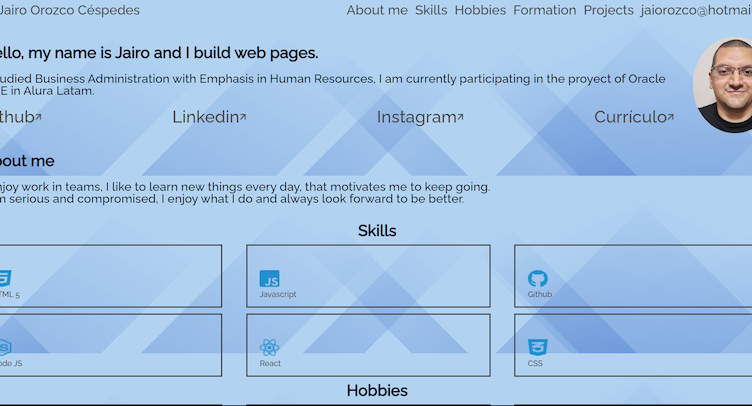 Jairo Orozco Céspedes About me Skills Hobbies Formation Projects jaiorozco@hotmai
ello, my name is Jairo and I build web pages.
udied Business Administration with Emphasis in Human Resources, I am currently participating in the proyect of Oracle
E in Alura Latam.
thub Linkedin Instagram Currículo
bout me
njoy work in teams, I like to learn new things every day, that motivates me to keep going.
m serious and compromised, I enjoy what I do and always look forward to be better.
Skills
JS
TML 5 Javascript Github
ode JS React CSS
Hobbies